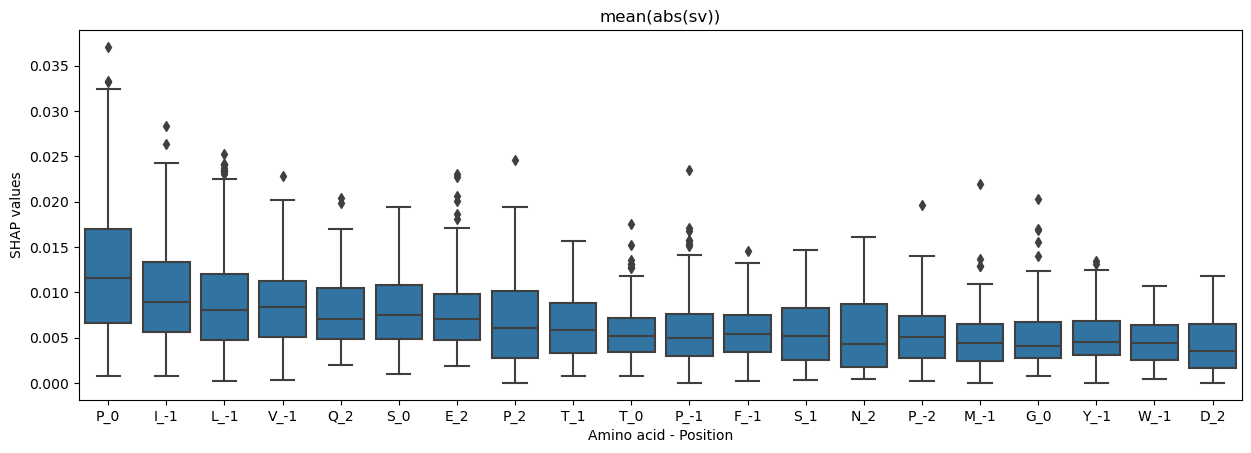 mean(abs(sv))
SHAP values
0.035
0.030
0.025
0.020
0.015
0.010
0.005
0.000
P_0 I_-1 L_-1 V_-1 Q_2 S_0 E_2 P_2 T_1 T_0 P_-1 F_-1 S_1 N_2 P_-2 M_-1 G_0 Y_-1 W_-1 D_2
Amino acid - Position